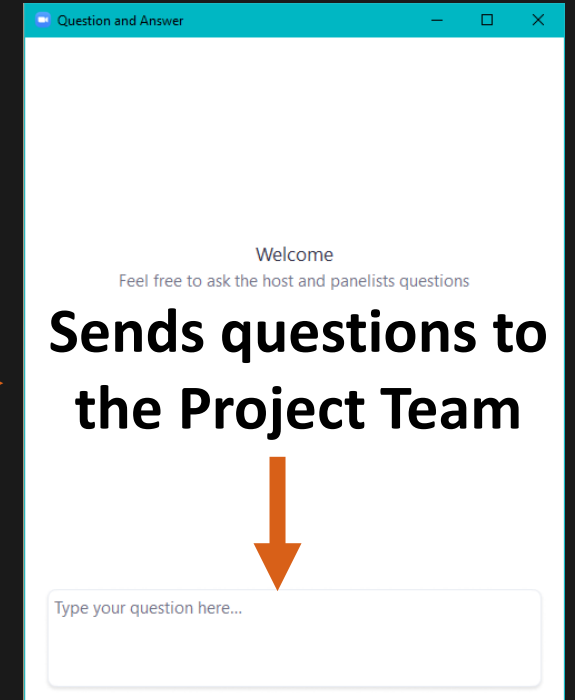 Question and Answer
Welcome
Feel free to ask the host and panelists questions
Sends questions to
the Project Team
Type your question here...